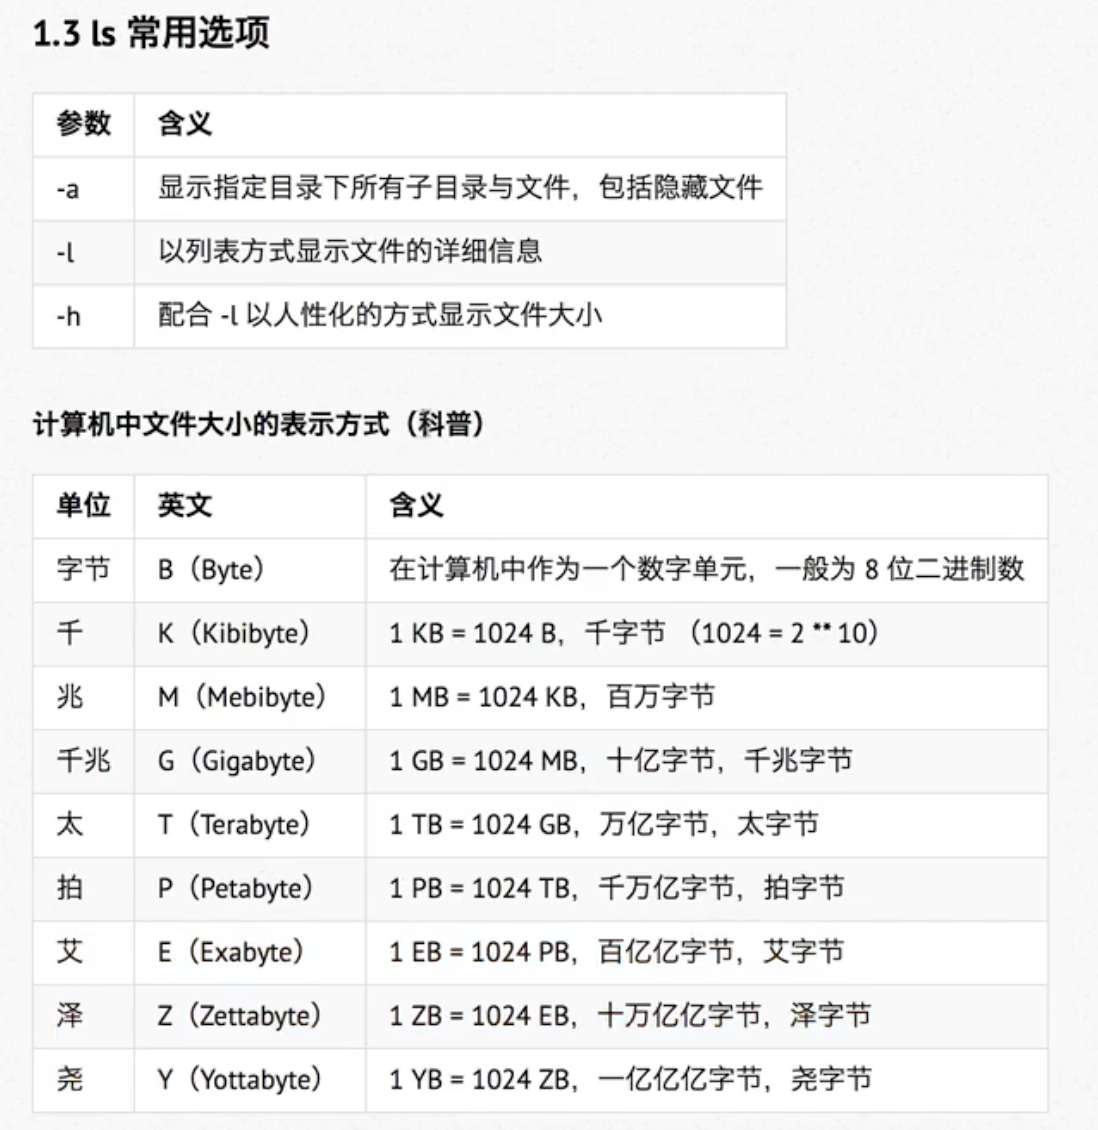 1.3 ls 常用选项
参数 含义
-a 显示指定目录下所有子目录与文件，包括隐藏文件
-l 以列表方式显示文件的详细信息
-h 配合 -l 以人性化的方式显示文件大小
计算机中文件大小的表示方式（科普）
单位 英文 含义
字节 B（Byte） 在计算机中作为一个数字单元，一般为 8 位二进制数
千 K（Kibibyte） 1 KB = 1024 B，千字节 （1024 = 2 ** 10）
兆 M（Mebibyte） 1 MB = 1024 KB，百万字节
千兆 G（Gigabyte） 1 GB = 1024 MB，十亿字节，千兆字节
太 T（Terabyte） 1 TB = 1024 GB，万亿字节，太字节
拍 P（Petabyte） 1 PB = 1024 TB，千万亿字节，拍字节
艾 E（Exabyte） 1 EB = 1024 PB，百亿亿字节，艾字节
泽 Z（Zettabyte） 1 ZB = 1024 EB，十万亿亿字节，泽字节
尧 Y（Yottabyte） 1 YB = 1024 ZB，一亿亿亿字节，尧字节